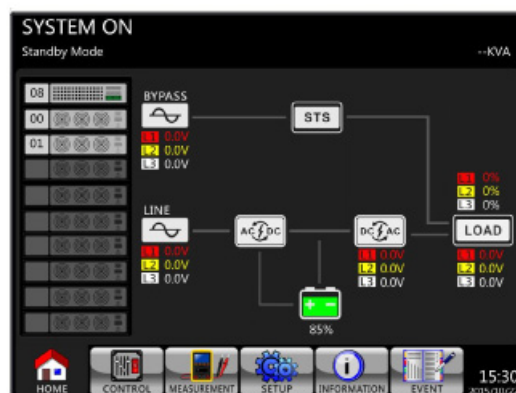 SYSTEM ON
Standby Mode
--KVA
08
00
01
BYPASS
L1 0.0V
L2 0.0V
L3 0.0V
STS
LINE
L1 0.0V
L2 0.0V
L3 0.0V
AC DC
DC AC
L1 0.0V
L2 0.0V
L3 0.0V
L1 0%
L2 0%
L3 0%
LOAD
L1 0.0V
L2 0.0V
L3 0.0V
+ -
85%
HOME
CONTROL
MEASUREMENT
SETUP
INFORMATION
EVENT
15:30